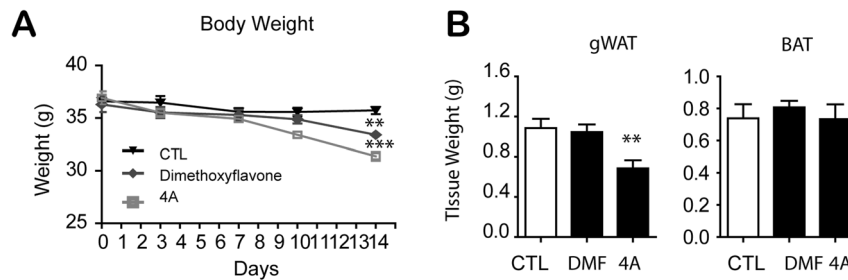 A
Body Weight
40
35
30
25
Weight (g)
**
***
CTL
Dimethoxyflavone
4A
0 1 2 3 4 5 6 7 8 9 10 11 12 13 14
Days
B
gWAT
1.6
1.2
0.8
0.4
0.0
TIssue Weight (g)
**
CTL DMF 4A
BAT
1.0
0.8
0.6
0.4
0.2
0.0
CTL DMF 4A